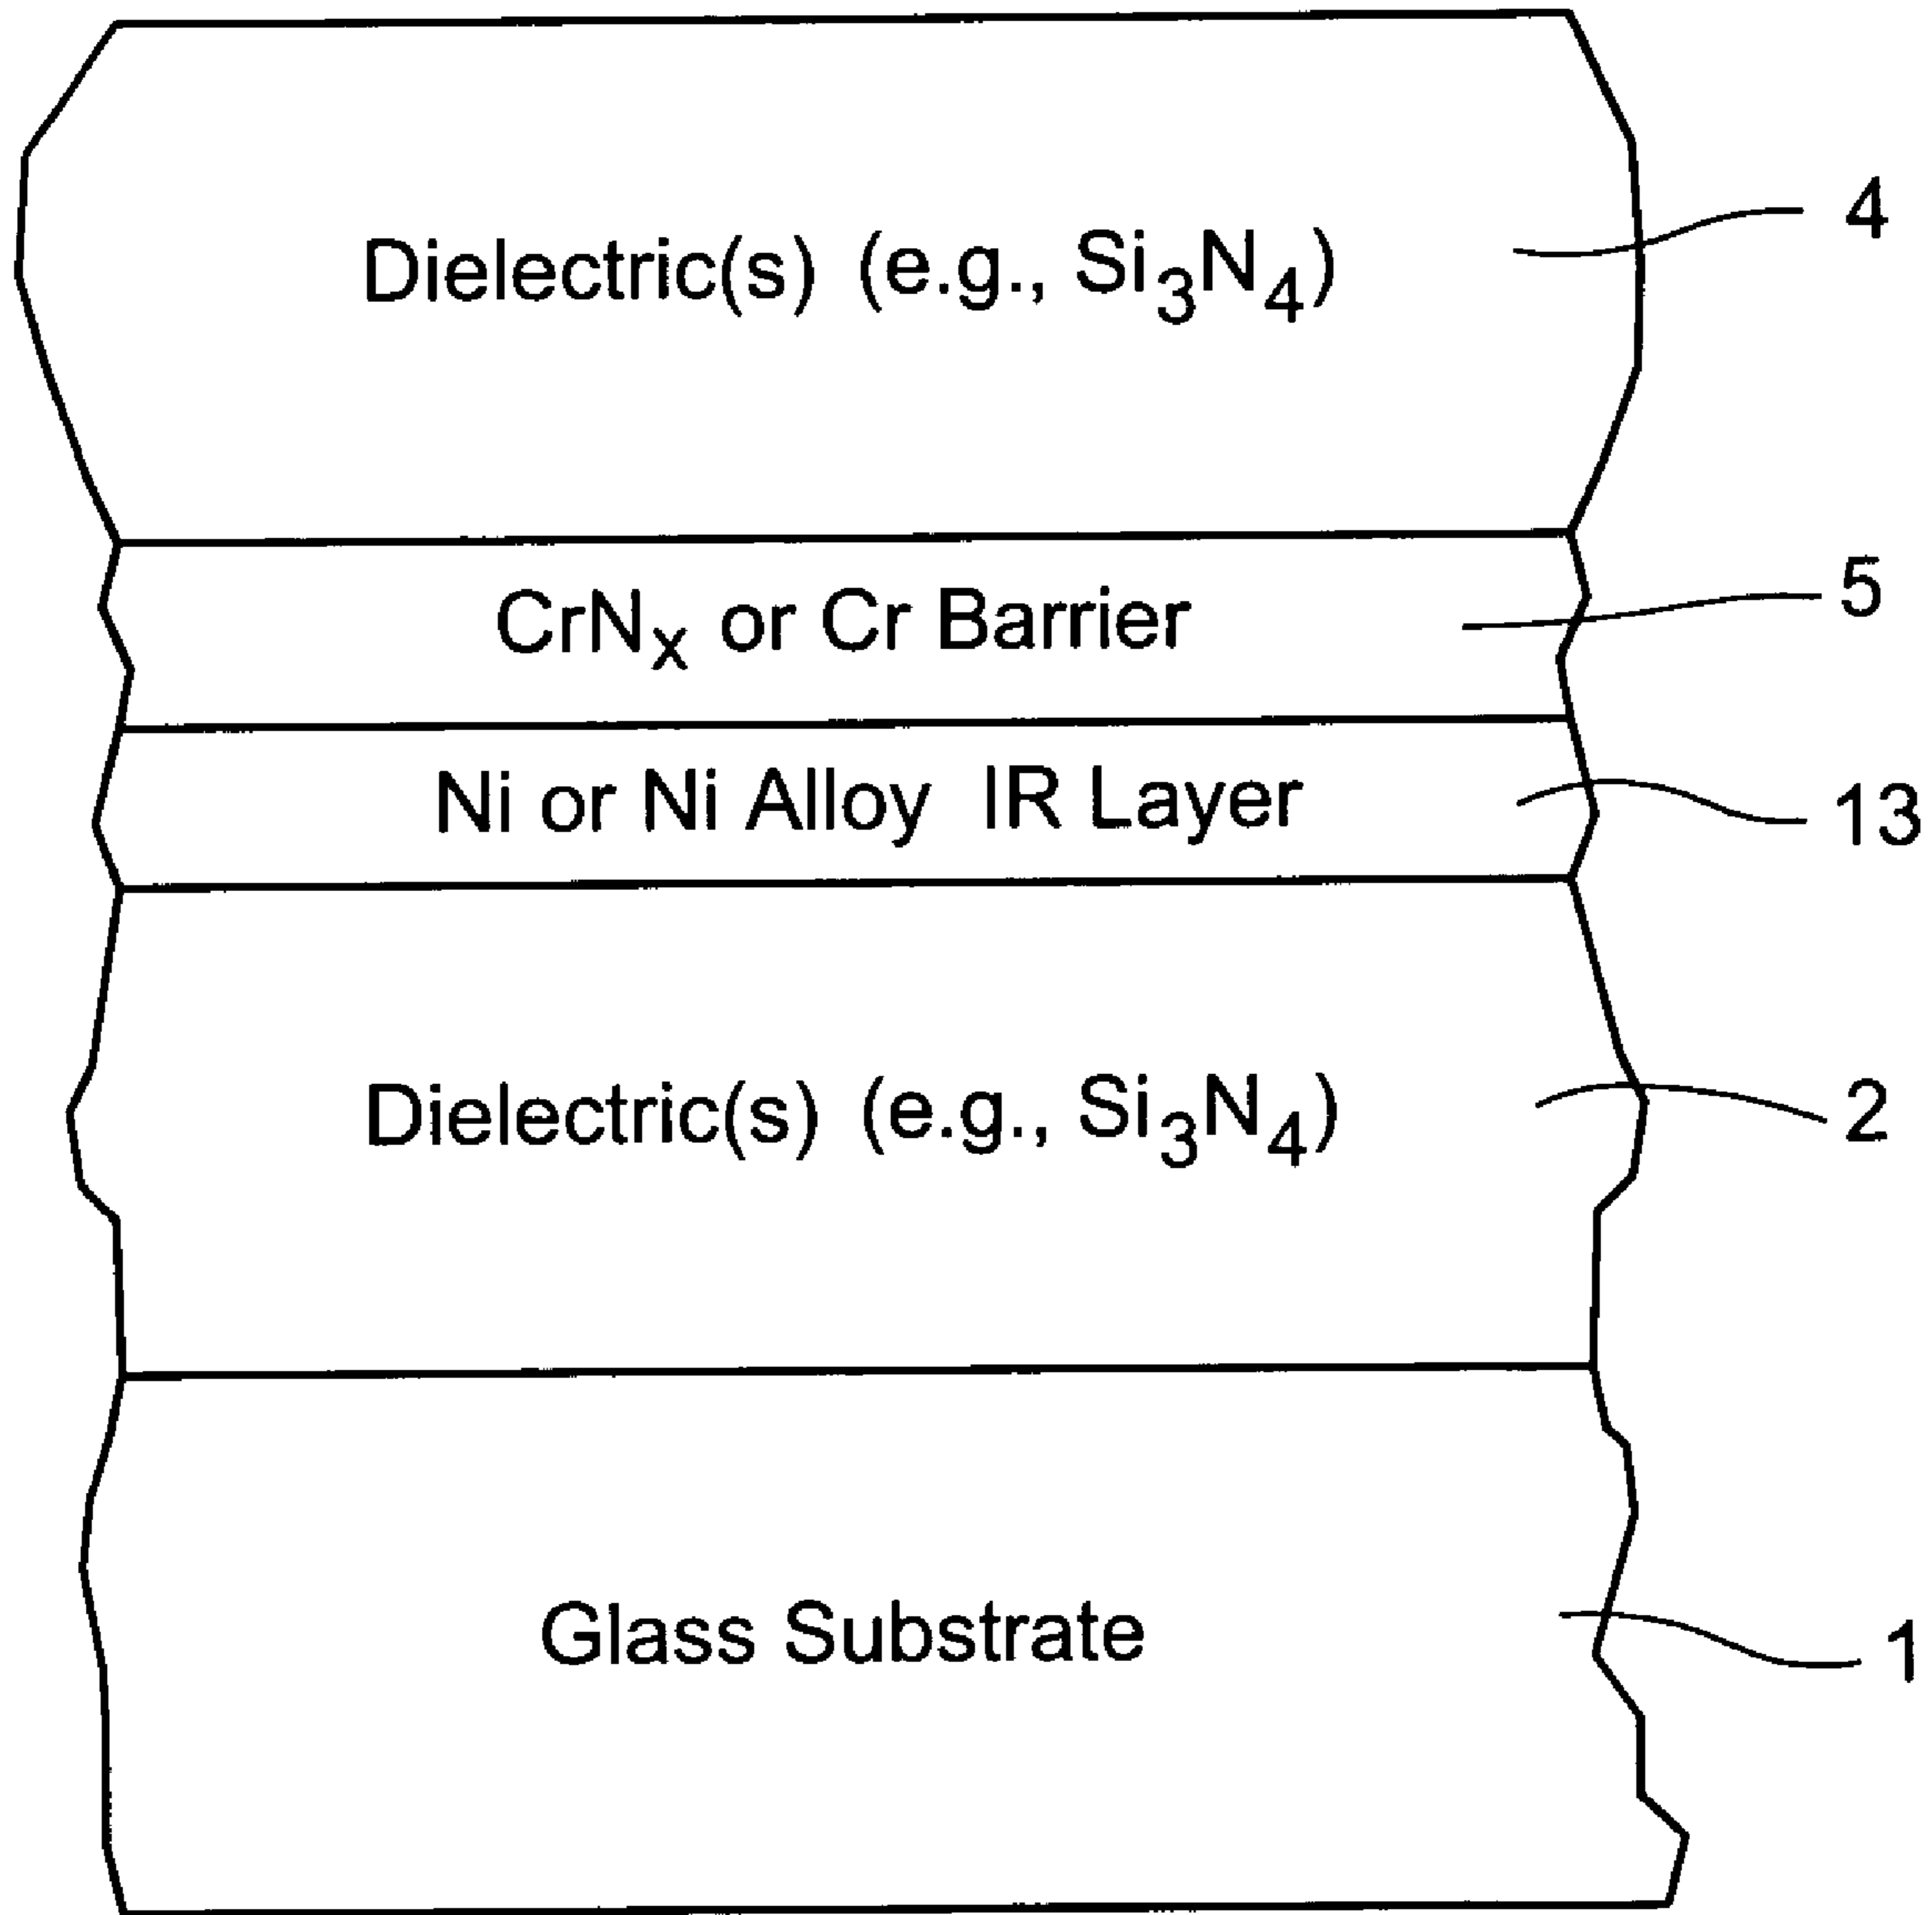 Dielectric(s) (e.g., Si₃N₄) 4
CrNₓ or Cr Barrier 5
Ni or Ni Alloy IR Layer 13
Dielectric(s) (e.g., Si₃N₄) 2
Glass Substrate 1